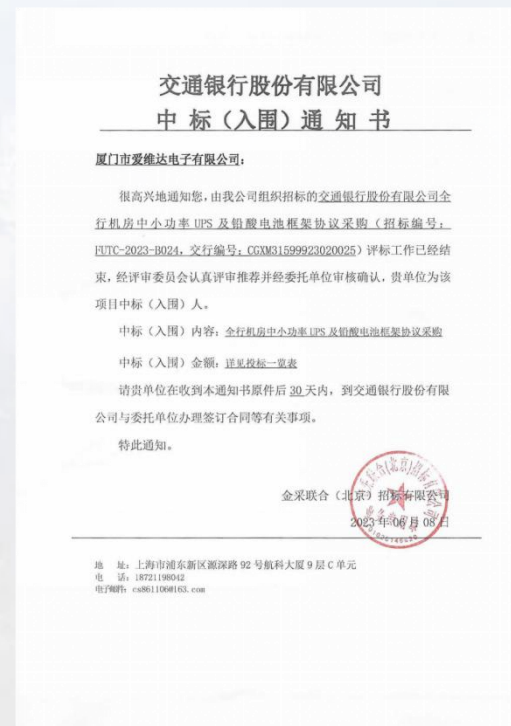 交通银行股份有限公司
中 标（入围）通 知 书
厦门市爱维达电子有限公司：
很高兴地通知您，由我公司组织招标的交通银行股份有限公司全
行机房中小功率 UPS 及铅酸电池框架协议采购（招标编号：
FUTC-2023-B024，交行编号：CGXM31599923020025）评标工作已经结
束，经评审委员会认真评审推荐并经委托单位审核确认，贵单位为该
项目中标（入围）人。
中标（入围）内容：全行机房中小功率 UPS 及铅酸电池框架协议采购
中标（入围）金额：详见投标一览表
请贵单位在收到本通知书原件后 30 天内，到交通银行股份有限
公司与委托单位办理签订合同等有关事项。
特此通知。
金采联合（北京）招标有限公司
2023 年 06 月 08 日
地 址：上海市浦东新区源深路 92 号航科大厦 9 层 C 单元
电 话：18721198042
电子邮件：cs861106@163.com